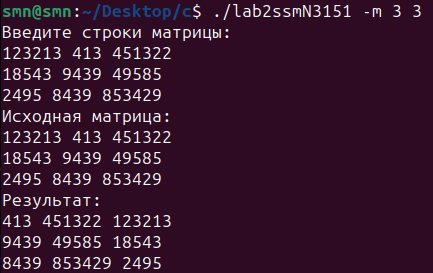 smn@smn:~/Desktop/c$ ./lab2ssmN3151 -m 3 3
Введите строки матрицы:
123213 413 451322
18543 9439 49585
2495 8439 853429
Исходная матрица:
123213 413 451322
18543 9439 49585
2495 8439 853429
Результат:
413 451322 123213
9439 49585 18543
8439 853429 2495